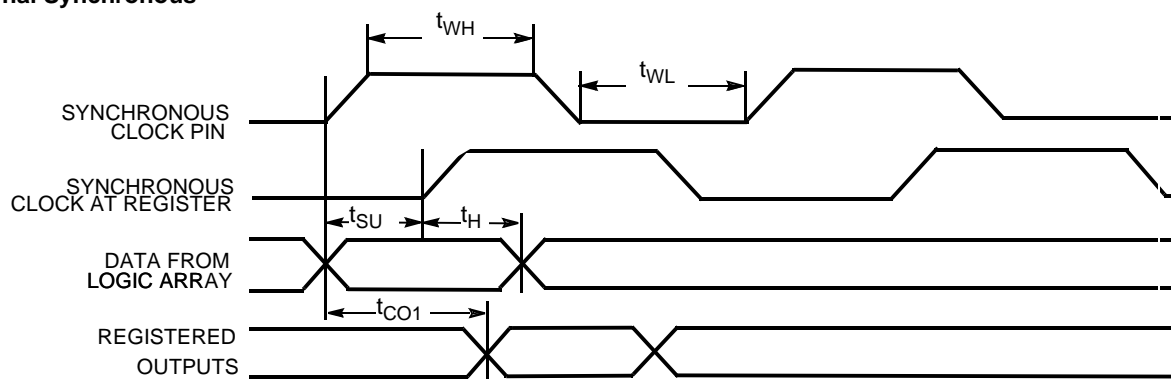 nal Synchronous
tWH
tWL
SYNCHRONOUS
CLOCK PIN
SYNCHRONOUS
CLOCK AT REGISTER
tSU
tH
DATA FROM
LOGIC ARRAY
tCO1
REGISTERED
OUTPUTS